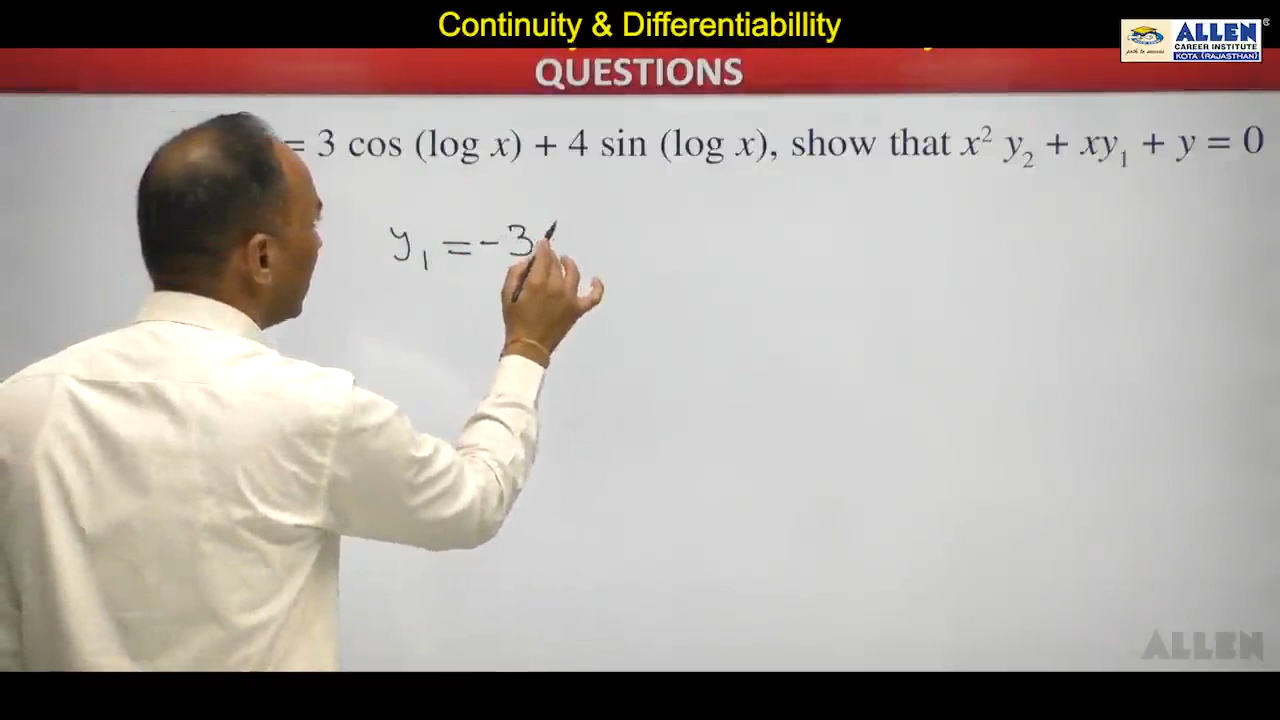 Continuity & Differentiabillity
ALLEN
CAREER INSTITUTE
KOTA (RAJASTHAN)
QUESTIONS
= 3 cos (log x) + 4 sin (log x), show that x² y₂ + xy₁ + y = 0
y₁ = -3
ALLEN